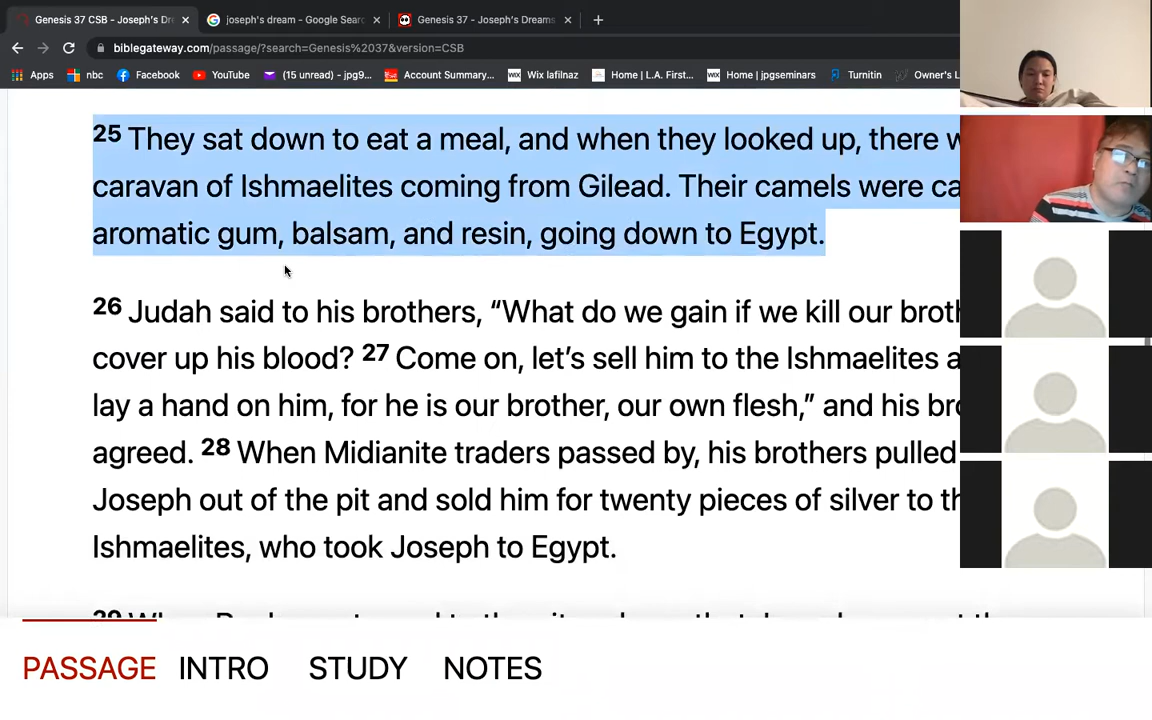 Genesis 37 CSB - Joseph's Dre
joseph's dream - Google Searc
Genesis 37 - Joseph's Dreams
biblegateway.com/passage/?search=Genesis%2037&version=CSB
Apps nbc Facebook YouTube (15 unread) - jpg9... Account Summary... Wix lafilnaz Home | L.A. First... Home | jpgseminars Turnitin Owner's L
25 They sat down to eat a meal, and when they looked up, there w
caravan of Ishmaelites coming from Gilead. Their camels were ca
aromatic gum, balsam, and resin, going down to Egypt.
26 Judah said to his brothers, “What do we gain if we kill our broth
cover up his blood? 27 Come on, let’s sell him to the Ishmaelites a
lay a hand on him, for he is our brother, our own flesh,” and his bro
agreed. 28 When Midianite traders passed by, his brothers pulled
Joseph out of the pit and sold him for twenty pieces of silver to th
Ishmaelites, who took Joseph to Egypt.
PASSAGE INTRO STUDY NOTES